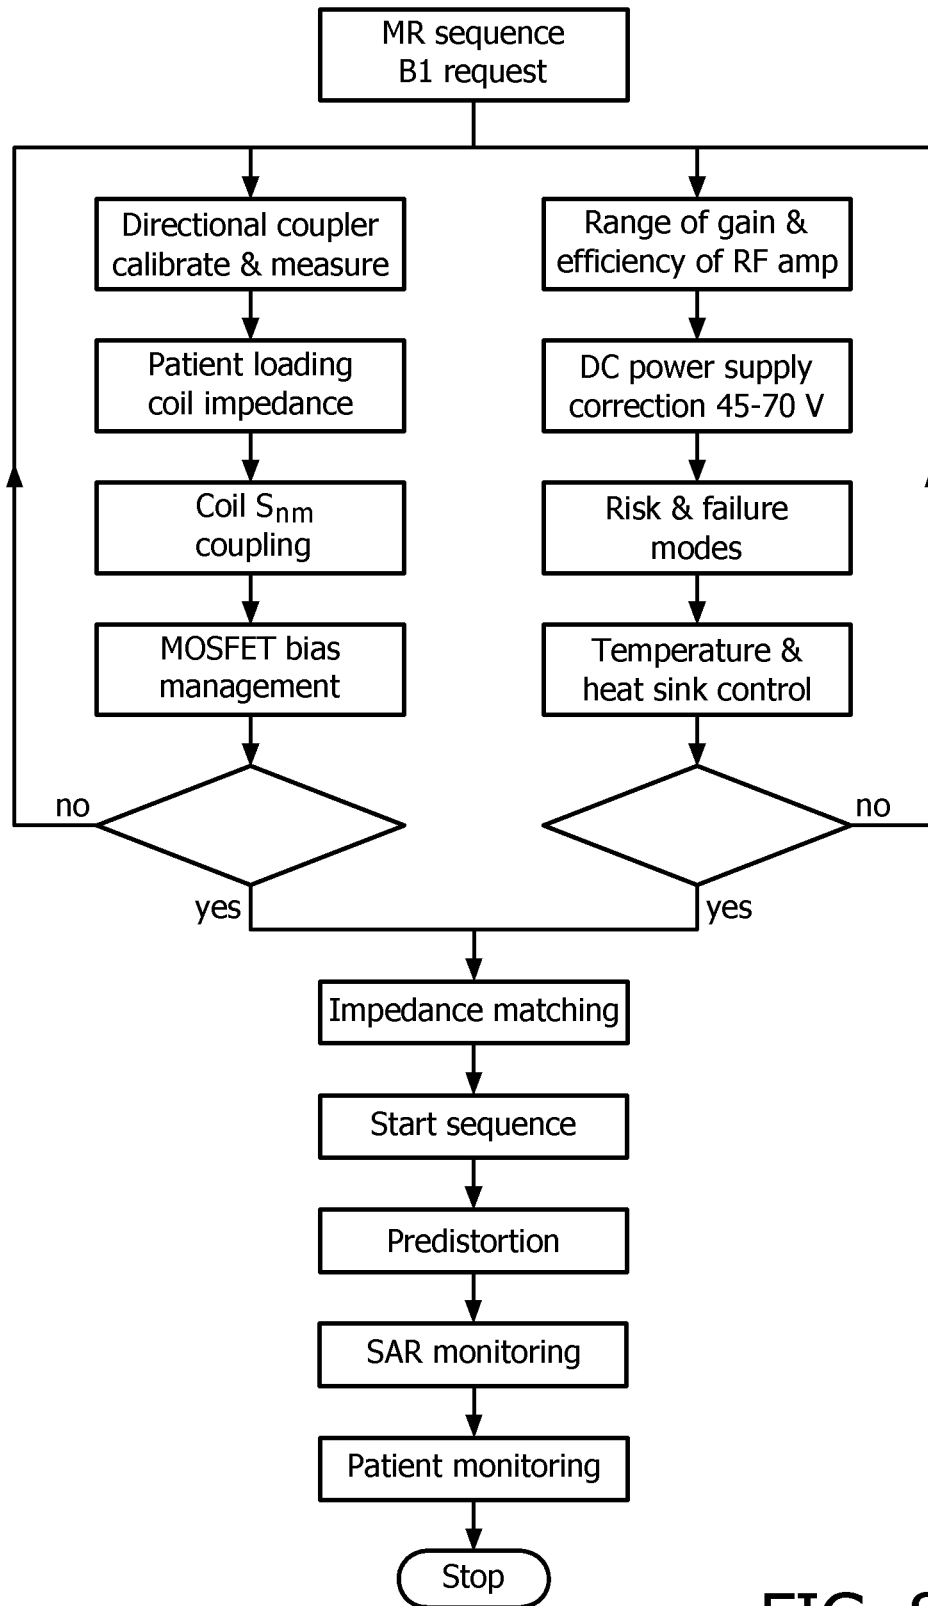 MR sequence
B1 request
Directional coupler
calibrate & measure
Patient loading
coil impedance
Coil Snm
coupling
MOSFET bias
management
no
yes
Range of gain &
efficiency of RF amp
DC power supply
correction 45-70 V
Risk & failure
modes
Temperature &
heat sink control
no
yes
Impedance matching
Start sequence
Predistortion
SAR monitoring
Patient monitoring
Stop
FIG.